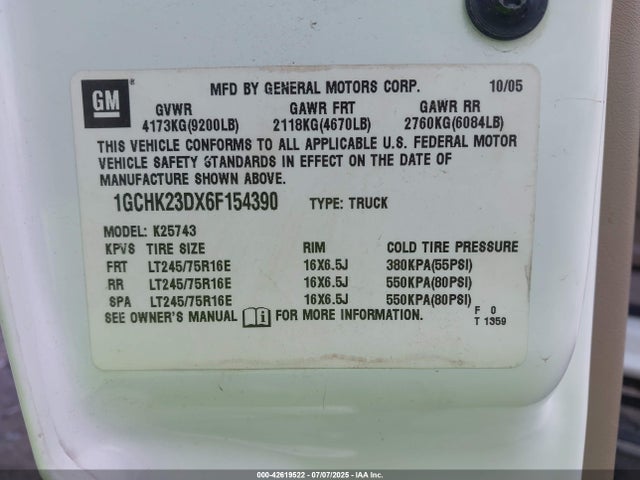 GM
MFD BY GENERAL MOTORS CORP. 10/05
GVWR GAWR FRT GAWR RR
4173KG(9200LB) 2118KG(4670LB) 2760KG(6084LB)
THIS VEHICLE CONFORMS TO ALL APPLICABLE U.S. FEDERAL MOTOR
VEHICLE SAFETY STANDARDS IN EFFECT ON THE DATE OF
MANUFACTURE SHOWN ABOVE.
1GCHK23DX6F154390 TYPE: TRUCK
MODEL: K25743
KPVS TIRE SIZE RIM COLD TIRE PRESSURE
FRT LT245/75R16E 16X6.5J 380KPA(55PSI)
RR LT245/75R16E 16X6.5J 550KPA(80PSI)
SPA LT245/75R16E 16X6.5J 550KPA(80PSI)
SEE OWNER'S MANUAL i FOR MORE INFORMATION.
F 0
T 1359
000-42619522 - 07/07/2025 - IAA Inc.